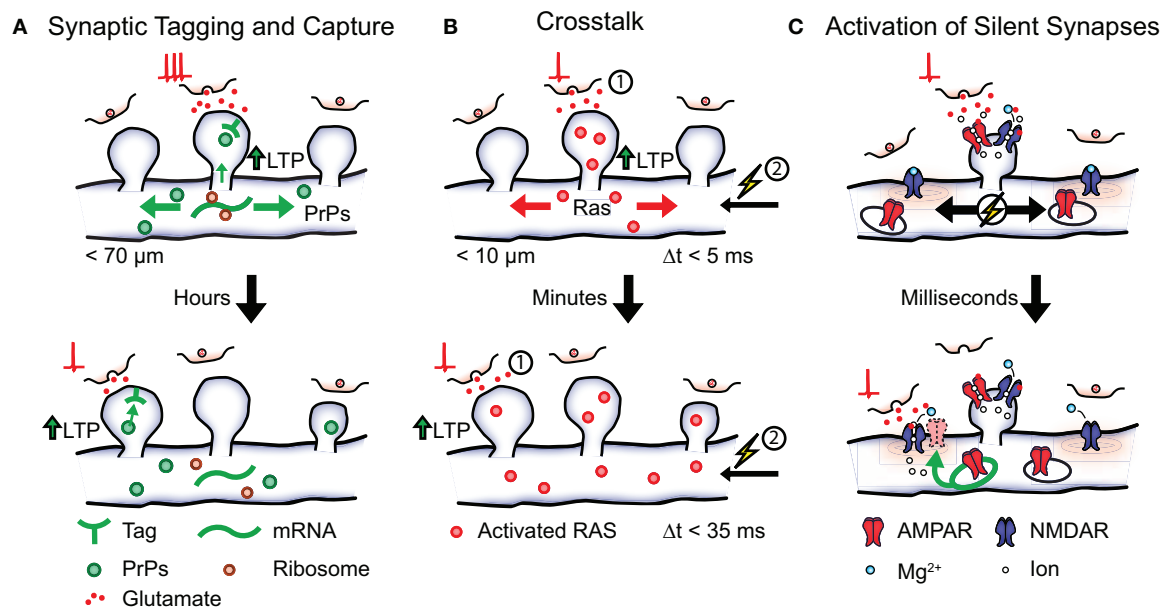 A Synaptic Tagging and Capture
↑LTP
PrPs
< 70 µm
Hours
↑LTP
Tag
mRNA
PrPs
Ribosome
Glutamate
B Crosstalk
1
↑LTP
2
Ras
< 10 µm
Δt < 5 ms
Minutes
1
↑LTP
2
Activated RAS
Δt < 35 ms
C Activation of Silent Synapses
Milliseconds
AMPAR
NMDAR
Mg²⁺
Ion